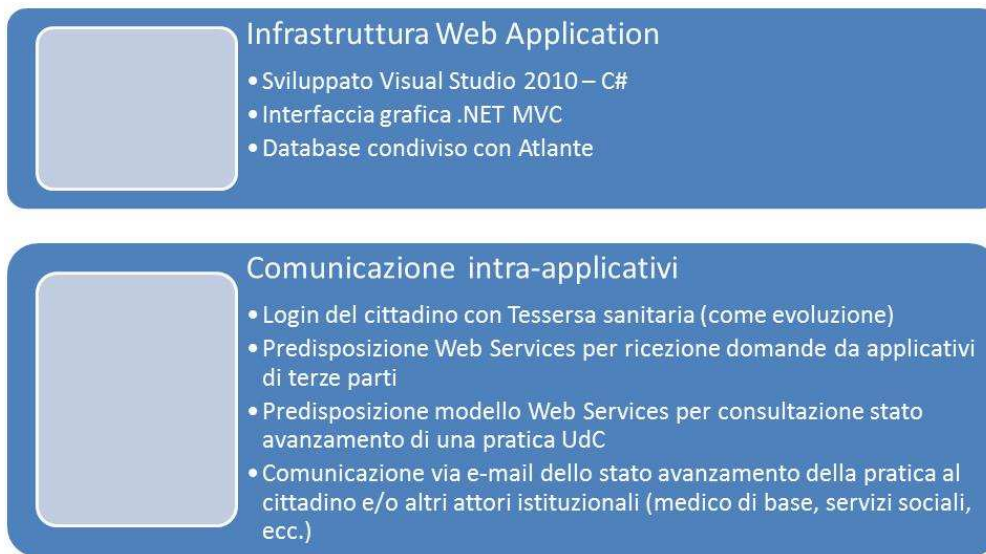 Infrastruttura Web Application
•Sviluppato Visual Studio 2010 – C#
•Interfaccia grafica .NET MVC
•Database condiviso con Atlante
Comunicazione intra-applicativi
•Login del cittadino con Tessersa sanitaria (come evoluzione)
•Predisposizione Web Services per ricezione domande da applicativi
di terze parti
•Predisposizione modello Web Services per consultazione stato
avanzamento di una pratica UdC
•Comunicazione via e-mail dello stato avanzamento della pratica al
cittadino e/o altri attori istituzionali (medico di base, servizi sociali,
ecc.)